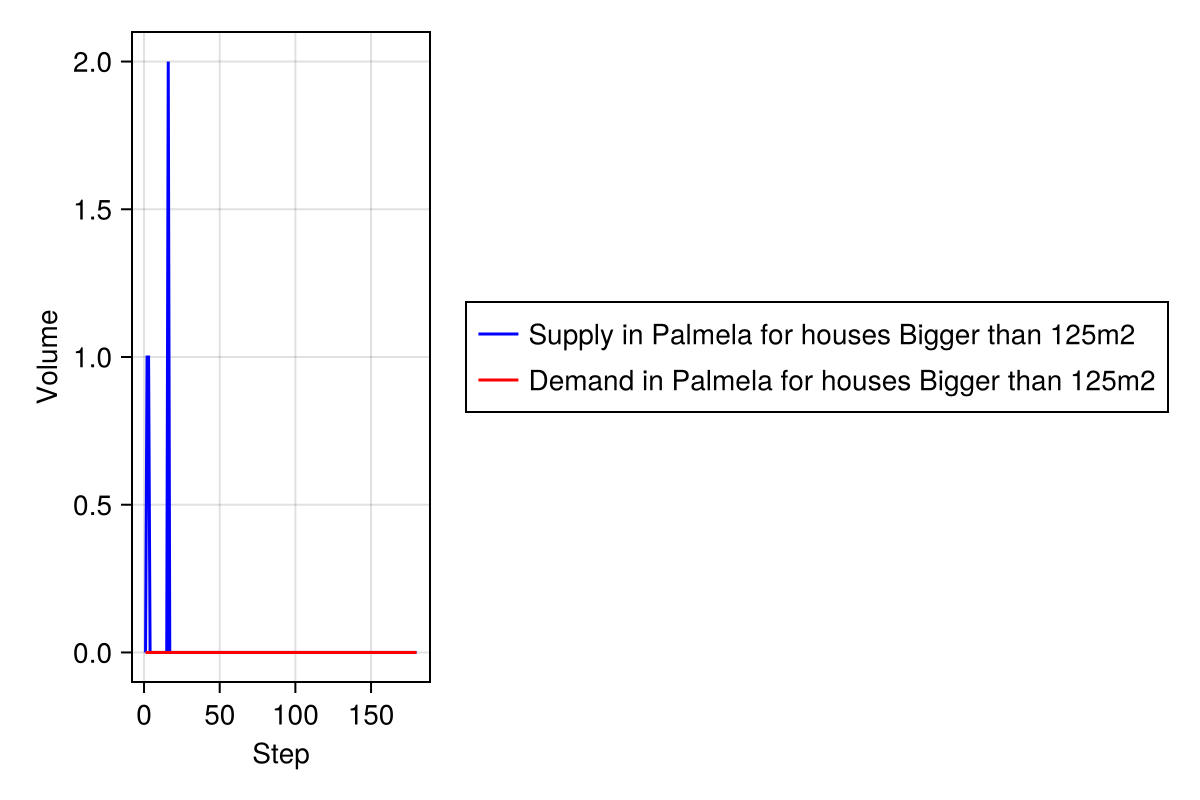 2.0
1.5
1.0
0.5
0.0
Volume
0 50 100 150
Step
Supply in Palmela for houses Bigger than 125m2
Demand in Palmela for houses Bigger than 125m2